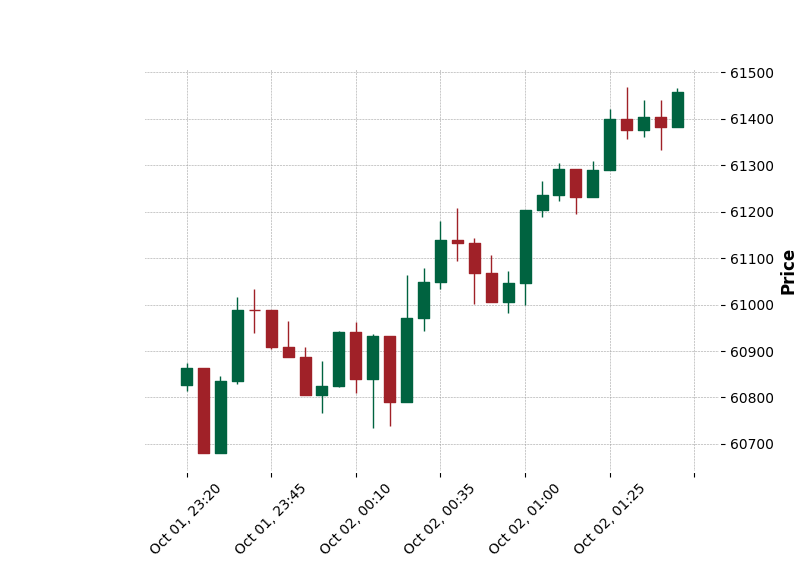 61500
61400
61300
61200
61100
61000
60900
60800
60700
Price
Oct 01, 23:20
Oct 01, 23:45
Oct 02, 00:10
Oct 02, 00:35
Oct 02, 01:00
Oct 02, 01:25